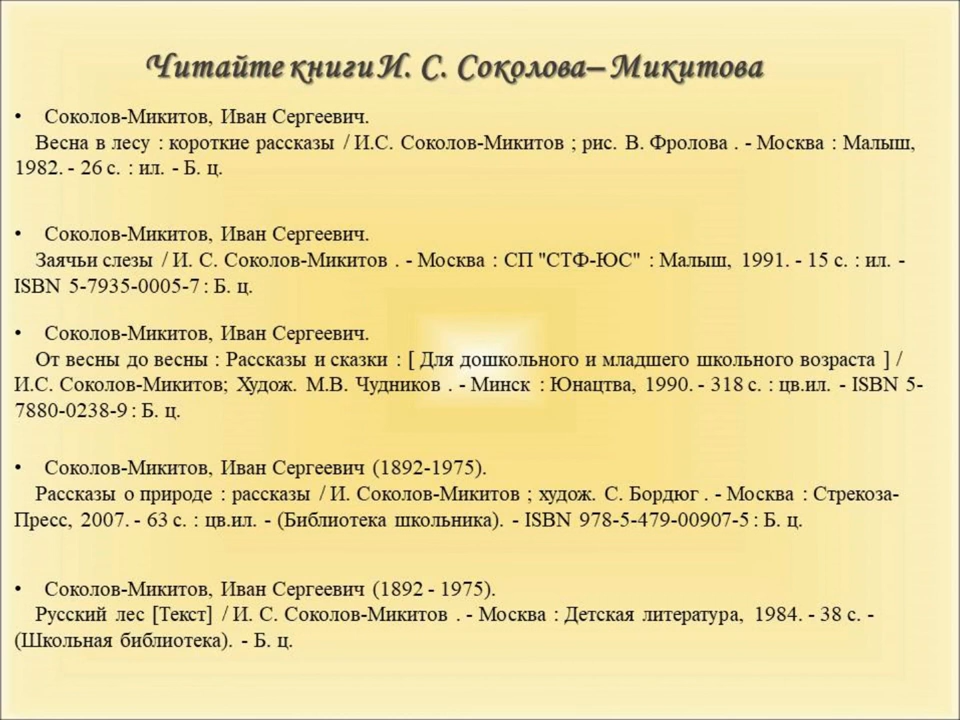 Читайте книги И. С. Соколова– Микитова
• Соколов-Микитов, Иван Сергеевич.
Весна в лесу : короткие рассказы / И.С. Соколов-Микитов ; рис. В. Фролова . - Москва : Малыш,
1982. - 26 с. : ил. - Б. ц.
• Соколов-Микитов, Иван Сергеевич.
Заячьи слезы / И. С. Соколов-Микитов . - Москва : СП "СТФ-ЮС" : Малыш, 1991. - 15 с. : ил. -
ISBN 5-7935-0005-7 : Б. ц.
• Соколов-Микитов, Иван Сергеевич.
От весны до весны : Рассказы и сказки : [ Для дошкольного и младшего школьного возраста ] /
И.С. Соколов-Микитов; Худож. М.В. Чудников . - Минск : Юнацтва, 1990. - 318 с. : цв.ил. - ISBN 5-
7880-0238-9 : Б. ц.
• Соколов-Микитов, Иван Сергеевич (1892-1975).
Рассказы о природе : рассказы / И. Соколов-Микитов ; худож. С. Бордюг . - Москва : Стрекоза-
Пресс, 2007. - 63 с. : цв.ил. - (Библиотека школьника). - ISBN 978-5-479-00907-5 : Б. ц.
• Соколов-Микитов, Иван Сергеевич (1892 - 1975).
Русский лес [Текст] / И. С. Соколов-Микитов . - Москва : Детская литература, 1984. - 38 с. -
(Школьная библиотека). - Б. ц.